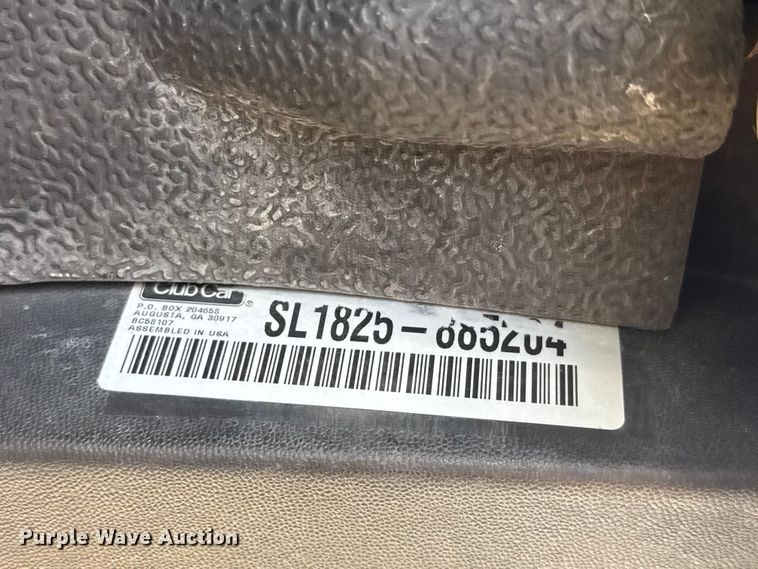 Club Car ®
P.O. BOX 204658
AUGUSTA, GA 30917
BC58107
ASSEMBLED IN USA
SL1825-885204
Purple Wave Auction